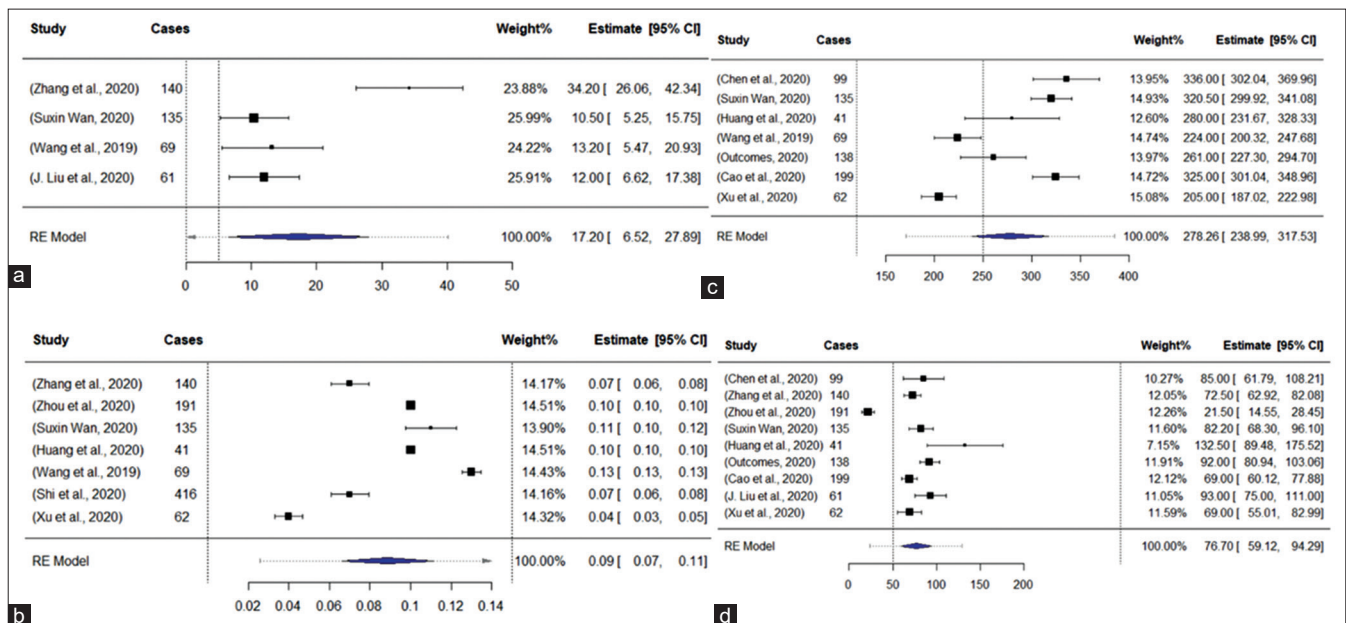 Study Cases Weight% Estimate [95% CI]
(Zhang et al., 2020) 140 23.88% 34.20 [ 26.06, 42.34]
(Suxin Wan, 2020) 135 25.99% 10.50 [ 5.25, 15.75]
(Wang et al., 2019) 69 24.22% 13.20 [ 5.47, 20.93]
(J. Liu et al., 2020) 61 25.91% 12.00 [ 6.62, 17.38]
RE Model 100.00% 17.20 [ 6.52, 27.89]
0 10 20 30 40 50
a
Study Cases Weight% Estimate [95% CI]
(Chen et al., 2020) 99 13.95% 336.00 [ 302.04, 369.96]
(Suxin Wan, 2020) 135 14.93% 320.50 [ 299.92, 341.08]
(Huang et al., 2020) 41 12.60% 280.00 [ 231.67, 328.33]
(Wang et al., 2019) 69 14.74% 224.00 [ 200.32, 247.68]
(Outcomes, 2020) 138 13.97% 261.00 [ 227.30, 294.70]
(Cao et al., 2020) 199 14.72% 325.00 [ 301.04, 348.96]
(Xu et al., 2020) 62 15.08% 205.00 [ 187.02, 222.98]
RE Model 100.00% 278.26 [ 238.99, 317.53]
150 200 250 300 350 400
c
Study Cases Weight% Estimate [95% CI]
(Zhang et al., 2020) 140 14.17% 0.07 [ 0.06, 0.08]
(Zhou et al., 2020) 191 14.51% 0.10 [ 0.10, 0.10]
(Suxin Wan, 2020) 135 13.90% 0.11 [ 0.10, 0.12]
(Huang et al., 2020) 41 14.51% 0.10 [ 0.10, 0.10]
(Wang et al., 2019) 69 14.43% 0.13 [ 0.13, 0.13]
(Shi et al., 2020) 416 14.16% 0.07 [ 0.06, 0.08]
(Xu et al., 2020) 62 14.32% 0.04 [ 0.03, 0.05]
RE Model 100.00% 0.09 [ 0.07, 0.11]
0.02 0.04 0.06 0.08 0.1 0.12 0.14
b
Study Cases Weight% Estimate [95% CI]
(Chen et al., 2020) 99 10.27% 85.00 [ 61.79, 108.21]
(Zhang et al., 2020) 140 12.05% 72.50 [ 62.92, 82.08]
(Zhou et al., 2020) 191 12.26% 21.50 [ 14.55, 28.45]
(Suxin Wan, 2020) 135 11.60% 82.20 [ 68.30, 96.10]
(Huang et al., 2020) 41 7.15% 132.50 [ 89.48, 175.52]
(Outcomes, 2020) 138 11.91% 92.00 [ 80.94, 103.06]
(Cao et al., 2020) 199 12.12% 69.00 [ 60.12, 77.88]
(J. Liu et al., 2020) 61 11.05% 93.00 [ 75.00, 111.00]
(Xu et al., 2020) 62 11.59% 69.00 [ 55.01, 82.99]
RE Model 100.00% 76.70 [ 59.12, 94.29]
0 50 100 150 200
d